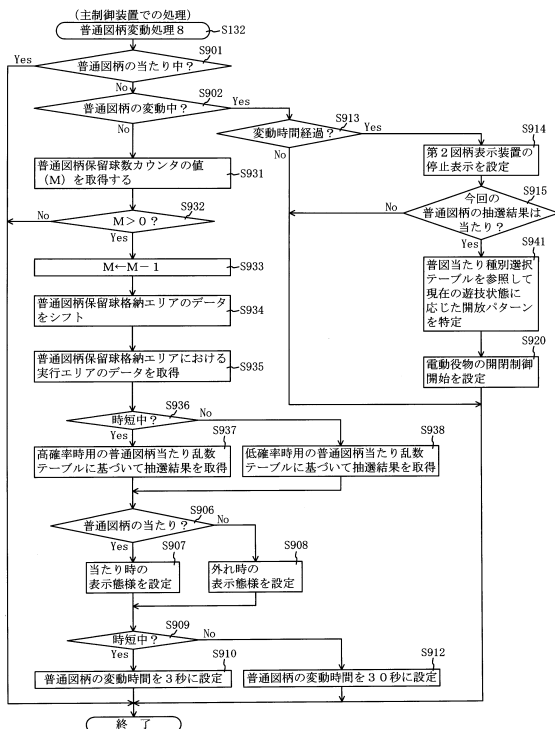 (主制御装置での処理)
普通図柄変動処理8
S132
普通図柄の当たり中?
S901
Yes
No
普通図柄の変動中?
S902
Yes
No
普通図柄保留球数カウンタの値
(M)を取得する
S931
M>0?
S932
No
Yes
M←M-1
S933
普通図柄保留球格納エリアのデータ
をシフト
S934
普通図柄保留球格納エリアにおける
実行エリアのデータを取得
S935
時短中?
S936
No
Yes
S937
高確率時用の普通図柄当たり乱数
テーブルに基づいて抽選結果を取得
S938
低確率時用の普通図柄当たり乱数
テーブルに基づいて抽選結果を取得
普通図柄の当たり?
S906
No
Yes
S907
当たり時の
表示態様を設定
S908
外れ時の
表示態様を設定
時短中?
S909
No
Yes
S910
普通図柄の変動時間を3秒に設定
S912
普通図柄の変動時間を30秒に設定
終 了
変動時間経過?
S913
Yes
No
S914
第2図柄表示装置の
停止表示を設定
S915
今回の
普通図柄の抽選結果は
当たり?
No
Yes
S941
普図当たり種別選択
テーブルを参照して
現在の遊技状態に
応じた開放パターン
を特定
S920
電動役物の開閉制御
開始を設定